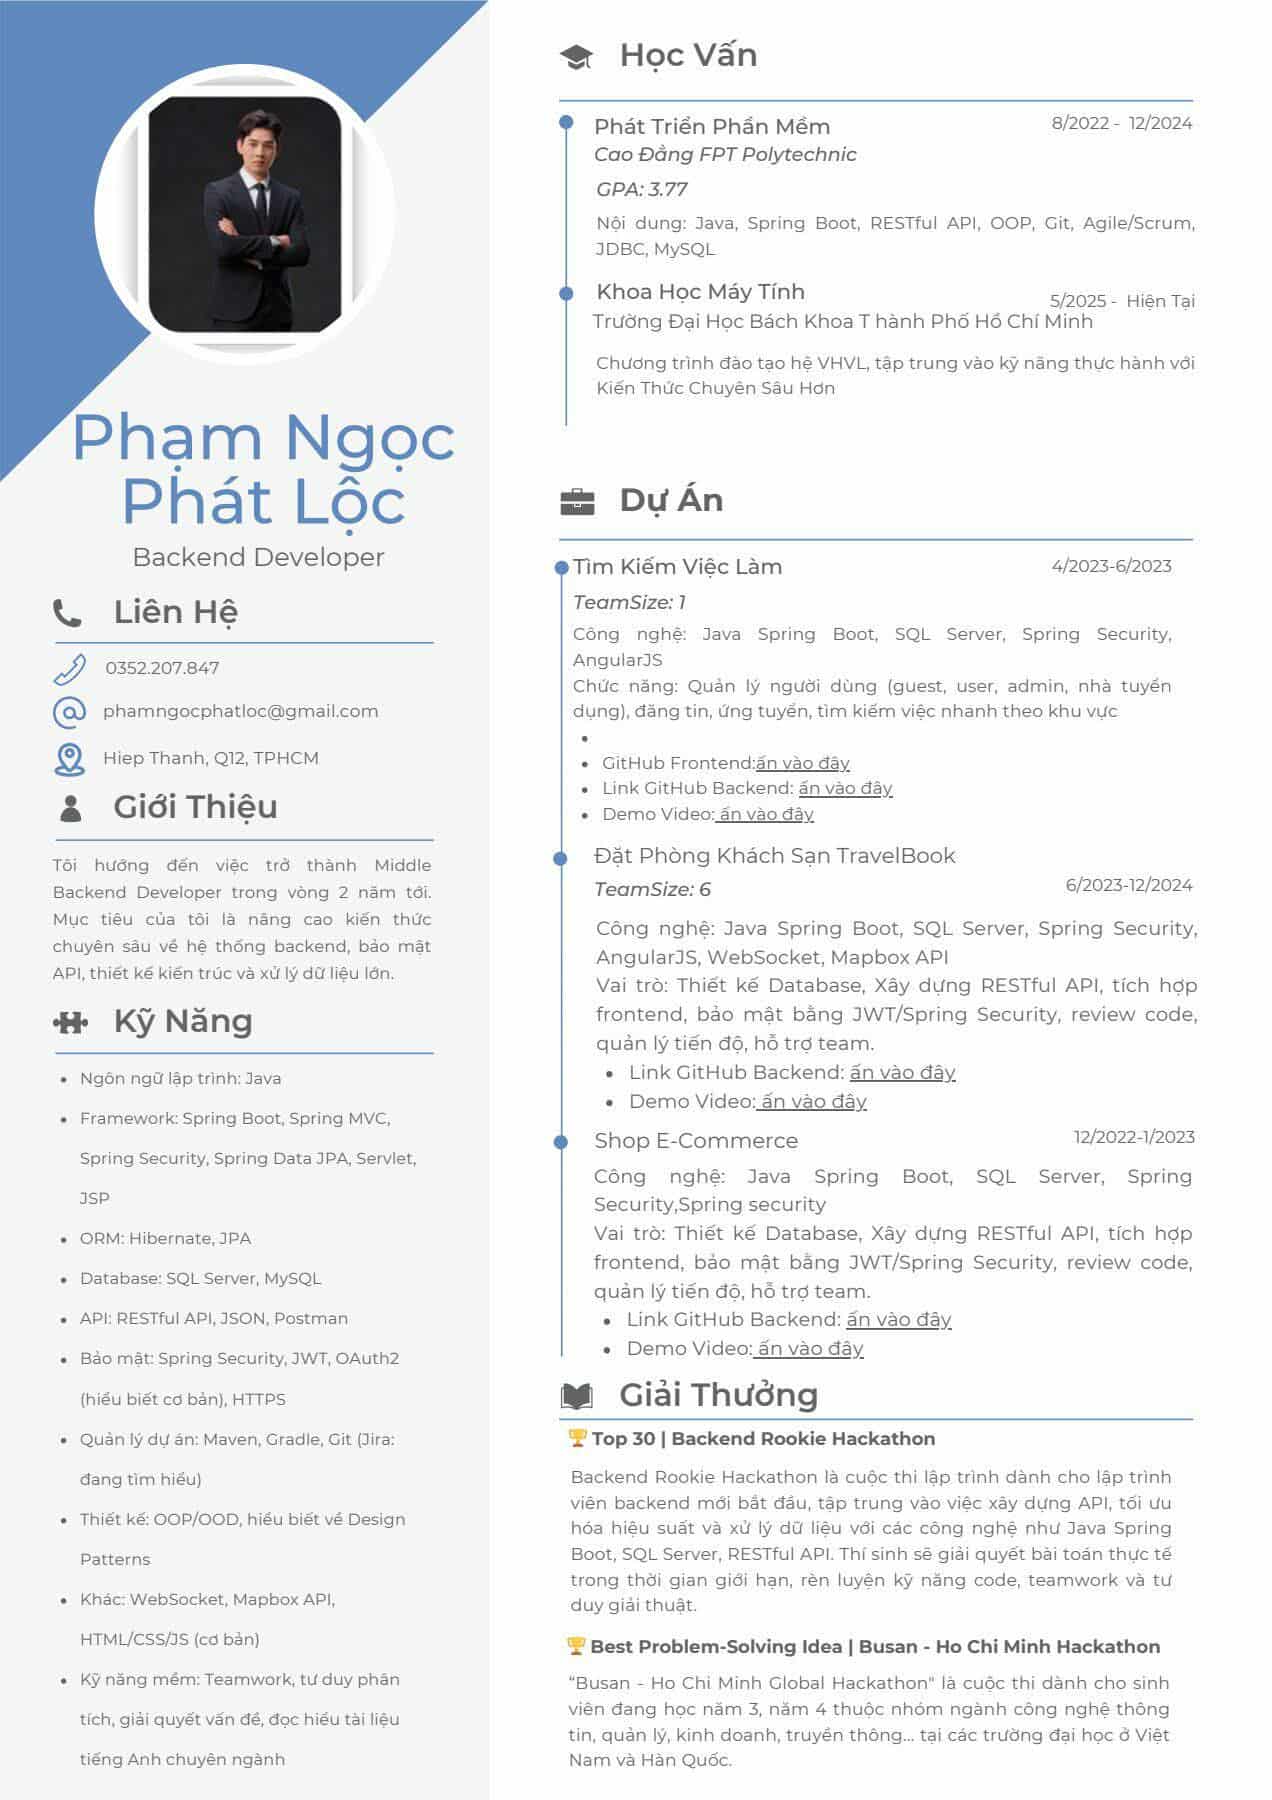 Phạm Ngọc
Phát Lộc
Backend Developer
Liên Hệ
0352.207.847
phamngocphatloc@gmail.com
Hiep Thanh, Q12, TPHCM
Giới Thiệu
Tôi hướng đến việc trở thành Middle
Backend Developer trong vòng 2 năm tới.
Mục tiêu của tôi là nâng cao kiến thức
chuyên sâu về hệ thống backend, bảo mật
API, thiết kế kiến trúc và xử lý dữ liệu lớn.
Kỹ Năng
• Ngôn ngữ lập trình: Java
• Framework: Spring Boot, Spring MVC,
Spring Security, Spring Data JPA, Servlet,
JSP
• ORM: Hibernate, JPA
• Database: SQL Server, MySQL
• API: RESTful API, JSON, Postman
• Bảo mật: Spring Security, JWT, OAuth2
(hiểu biết cơ bản), HTTPS
• Quản lý dự án: Maven, Gradle, Git (Jira:
đang tìm hiểu)
• Thiết kế: OOP/OOD, hiểu biết về Design
Patterns
• Khác: WebSocket, Mapbox API,
HTML/CSS/JS (cơ bản)
• Kỹ năng mềm: Teamwork, tư duy phân
tích, giải quyết vấn đề, đọc hiểu tài liệu
tiếng Anh chuyên ngành
Học Vấn
Phát Triển Phần Mềm 8/2022 - 12/2024
Cao Đẳng FPT Polytechnic
GPA: 3.77
Nội dung: Java, Spring Boot, RESTful API, OOP, Git, Agile/Scrum,
JDBC, MySQL
Khoa Học Máy Tính 5/2025 - Hiện Tại
Trường Đại Học Bách Khoa T hành Phố Hồ Chí Minh
Chương trình đào tạo hệ VHVL, tập trung vào kỹ năng thực hành với
Kiến Thức Chuyên Sâu Hơn
Dự Án
Tìm Kiếm Việc Làm 4/2023-6/2023
TeamSize: 1
Công nghệ: Java Spring Boot, SQL Server, Spring Security,
AngularJS
Chức năng: Quản lý người dùng (guest, user, admin, nhà tuyển
dụng), đăng tin, ứng tuyển, tìm kiếm việc nhanh theo khu vực
•
• GitHub Frontend:ấn vào đây
• Link GitHub Backend: ấn vào đây
• Demo Video: ấn vào đây
Đặt Phòng Khách Sạn TravelBook
TeamSize: 6 6/2023-12/2024
Công nghệ: Java Spring Boot, SQL Server, Spring Security,
AngularJS, WebSocket, Mapbox API
Vai trò: Thiết kế Database, Xây dựng RESTful API, tích hợp
frontend, bảo mật bằng JWT/Spring Security, review code,
quản lý tiến độ, hỗ trợ team.
• Link GitHub Backend: ấn vào đây
• Demo Video: ấn vào đây
Shop E-Commerce 12/2022-1/2023
Công nghệ: Java Spring Boot, SQL Server, Spring
Security,Spring security
Vai trò: Thiết kế Database, Xây dựng RESTful API, tích hợp
frontend, bảo mật bằng JWT/Spring Security, review code,
quản lý tiến độ, hỗ trợ team.
• Link GitHub Backend: ấn vào đây
• Demo Video: ấn vào đây
Giải Thưởng
🏆 Top 30 | Backend Rookie Hackathon
Backend Rookie Hackathon là cuộc thi lập trình dành cho lập trình
viên backend mới bắt đầu, tập trung vào việc xây dựng API, tối ưu
hóa hiệu suất và xử lý dữ liệu với các công nghệ như Java Spring
Boot, SQL Server, RESTful API. Thí sinh sẽ giải quyết bài toán thực tế
trong thời gian giới hạn, rèn luyện kỹ năng code, teamwork và tư
duy giải thuật.
🏆 Best Problem-Solving Idea | Busan - Ho Chi Minh Hackathon
“Busan - Ho Chi Minh Global Hackathon" là cuộc thi dành cho sinh
viên đang học năm 3, năm 4 thuộc nhóm ngành công nghệ thông
tin, quản lý, kinh doanh, truyền thông... tại các trường đại học ở Việt
Nam và Hàn Quốc.